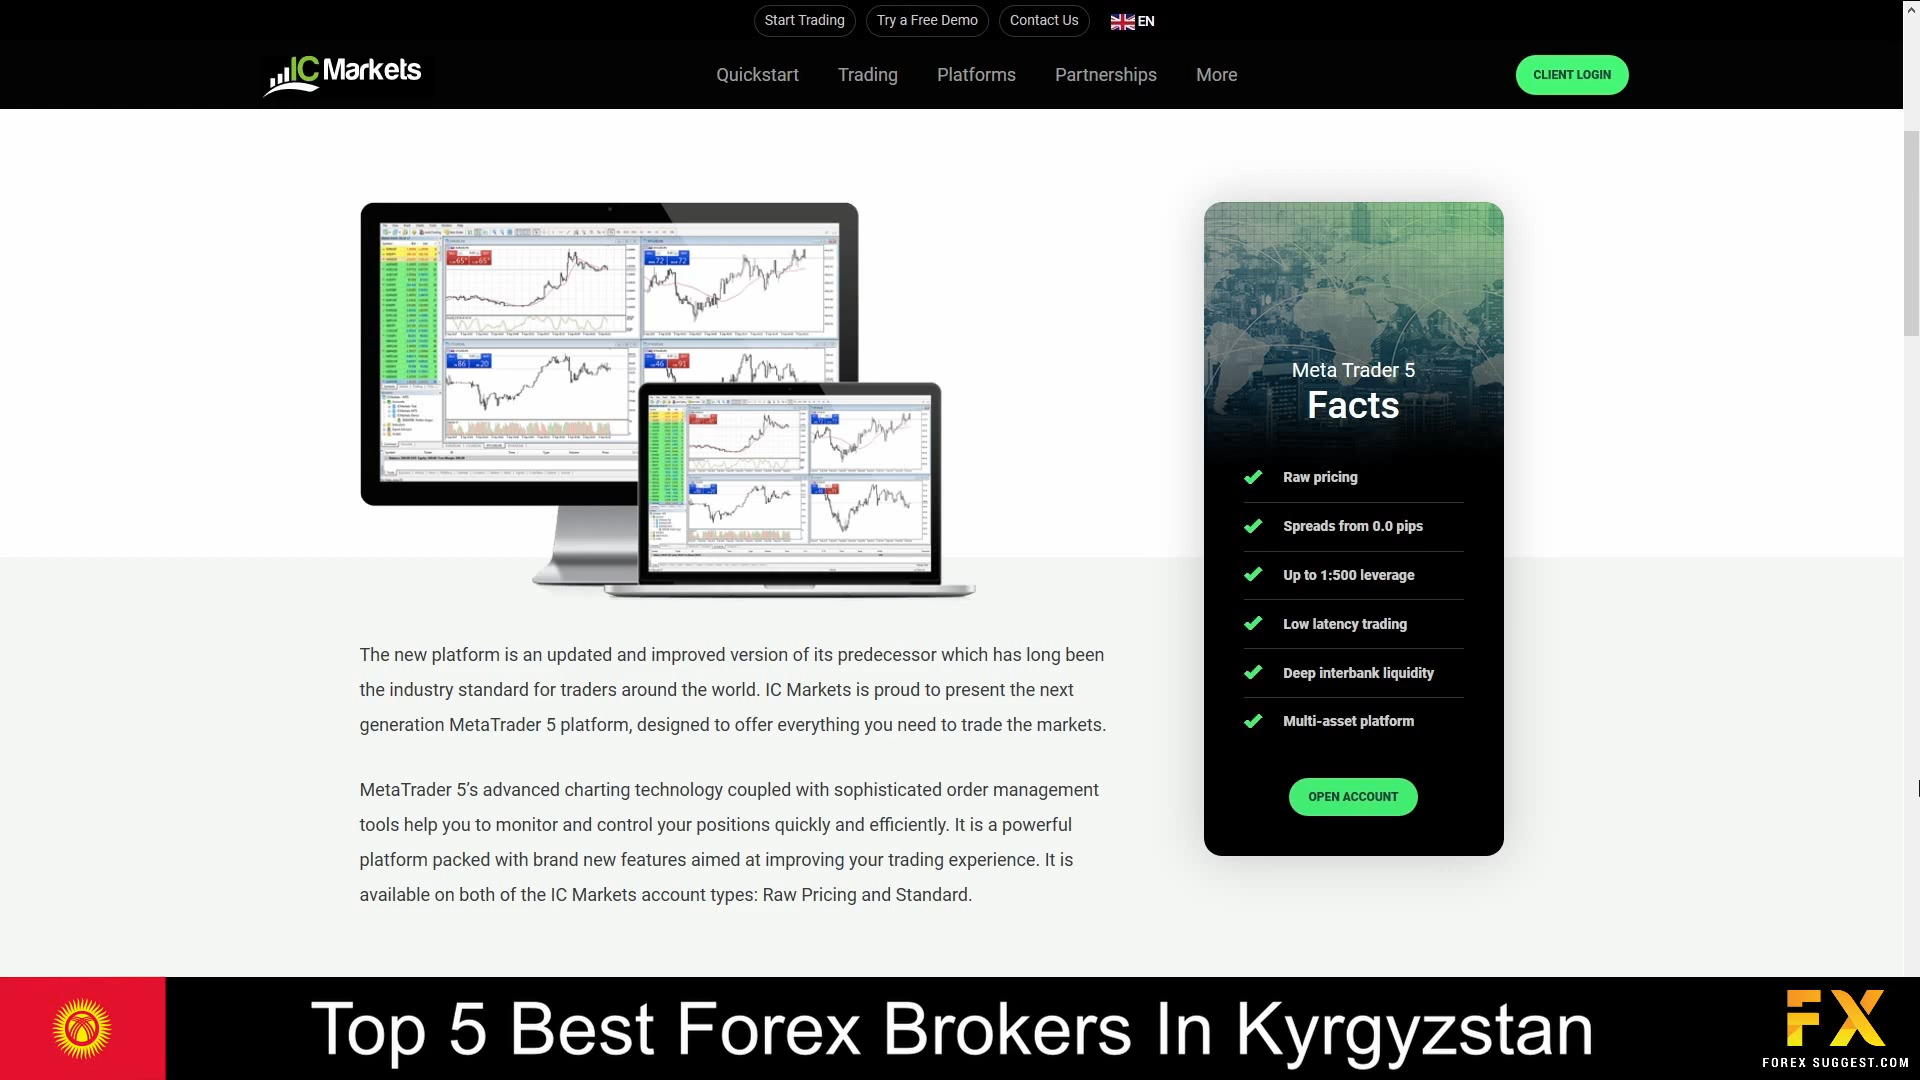 Start Trading
Try a Free Demo
Contact Us
EN
IC Markets
Quickstart
Trading
Platforms
Partnerships
More
CLIENT LOGIN
Meta Trader 5
Facts
Raw pricing
Spreads from 0.0 pips
Up to 1:500 leverage
Low latency trading
Deep interbank liquidity
Multi-asset platform
OPEN ACCOUNT
The new platform is an updated and improved version of its predecessor which has long been
the industry standard for traders around the world. IC Markets is proud to present the next
generation MetaTrader 5 platform, designed to offer everything you need to trade the markets.
MetaTrader 5’s advanced charting technology coupled with sophisticated order management
tools help you to monitor and control your positions quickly and efficiently. It is a powerful
platform packed with brand new features aimed at improving your trading experience. It is
available on both of the IC Markets account types: Raw Pricing and Standard.
Top 5 Best Forex Brokers In Kyrgyzstan
FX
FOREX SUGGEST.COM